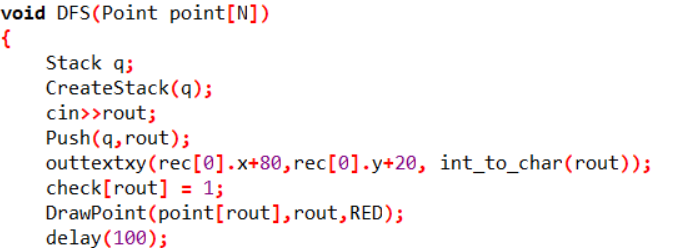 void DFS(Point point[N])
{
Stack q;
CreateStack(q);
cin>>rout;
Push(q,rout);
outtextxy(rec[0].x+80,rec[0].y+20, int_to_char(rout));
check[rout] = 1;
DrawPoint(point[rout],rout,RED);
delay(100);